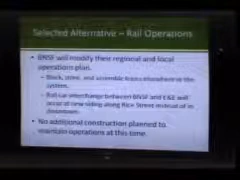 Selected Alternative – Rail Operations
• BNSF will modify their regional and local
operations plan.
– Block, store, and assemble trains elsewhere in the
system.
– Rail car interchange between BNSF and E&E will
occur at new siding along Rice Street instead of in
downtown.
• No additional construction planned to
maintain operations at this time.